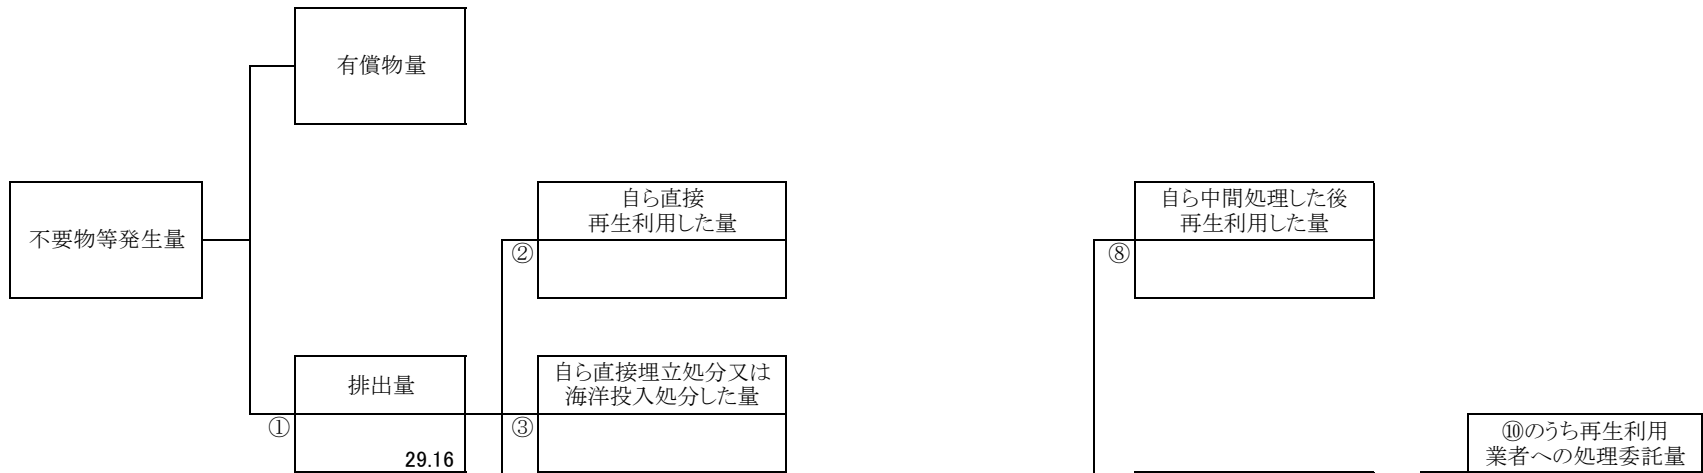 有償物量
不要物等発生量
自ら直接
再生利用した量
②
自ら中間処理した後
再生利用した量
⑧
排出量
①
29.16
自ら直接埋立処分又は
海洋投入処分した量
③
⑩のうち再生利用
業者への処理委託量